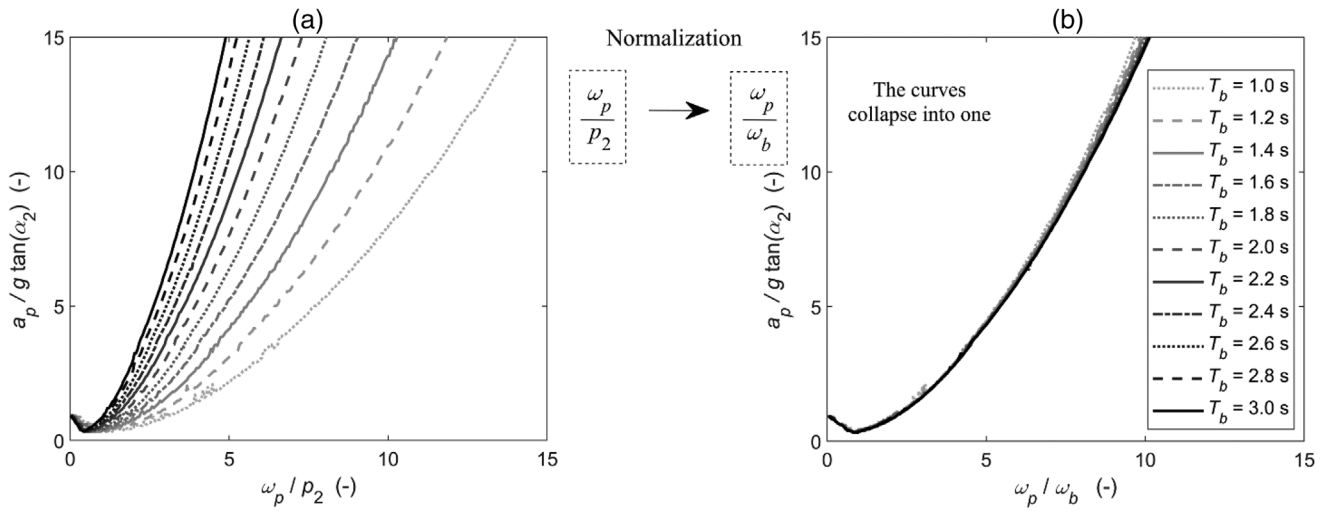 (a)
15
10
5
0
0 5 10 15
a_p / g tan(α_2) (-)
ω_p / p_2 (-)
Normalization
ω_p
p_2
ω_p
ω_b
(b)
15
10
5
0
0 5 10 15
a_p / g tan(α_2) (-)
ω_p / ω_b (-)
The curves
collapse into one
T_b = 1.0 s
T_b = 1.2 s
T_b = 1.4 s
T_b = 1.6 s
T_b = 1.8 s
T_b = 2.0 s
T_b = 2.2 s
T_b = 2.4 s
T_b = 2.6 s
T_b = 2.8 s
T_b = 3.0 s